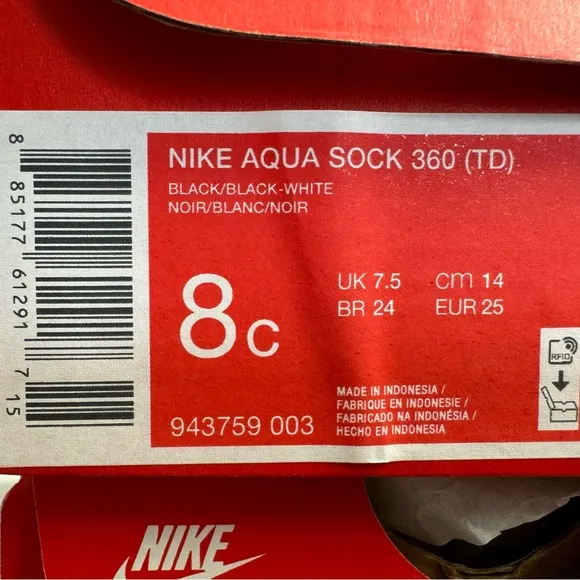 8 85177 61291 7 15
NIKE AQUA SOCK 360 (TD)
BLACK/BLACK-WHITE
NOIR/BLANC/NOIR
8C
UK 7.5 cm 14
BR 24 EUR 25
943759 003
MADE IN INDONESIA /
FABRIQUE EN INDONESIE /
FABRICADO NA INDONÉSIA /
HECHO EN INDONESIA
RFID
NIKE